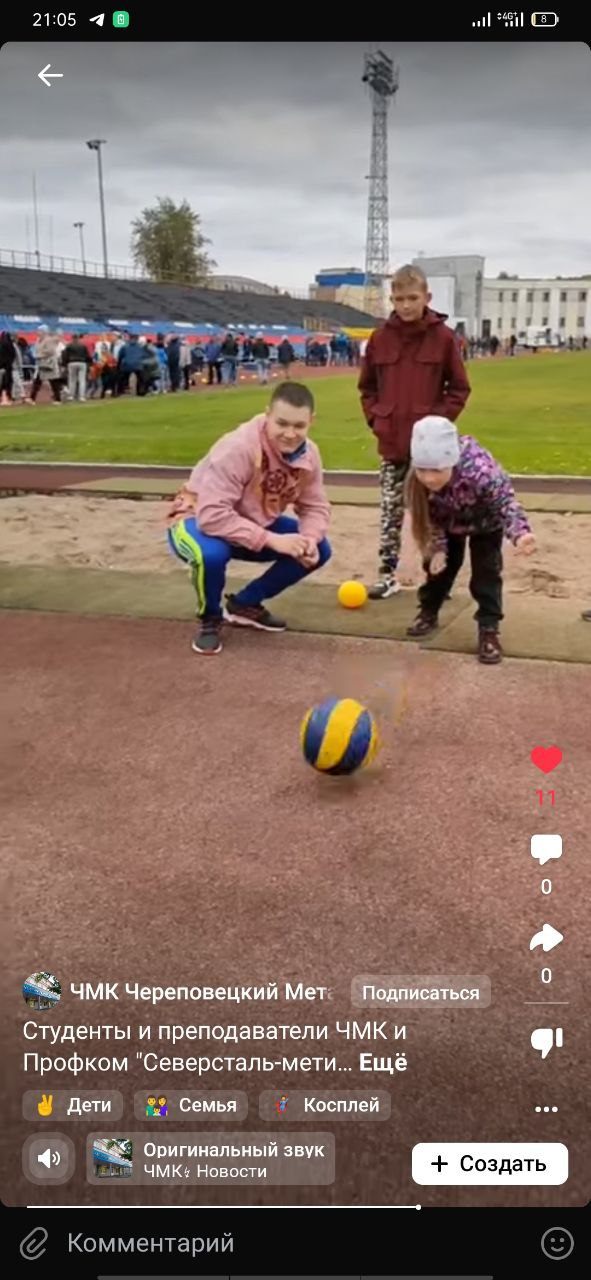 21:05
4G+
8
11
0
0
ЧМК Череповецкий Мет
Подписаться
Студенты и преподаватели ЧМК и
Профком "Северсталь-мети... Ещё
Дети
Семья
Косплей
Оригинальный звук
ЧМК Новости
+ Создать
Комментарий